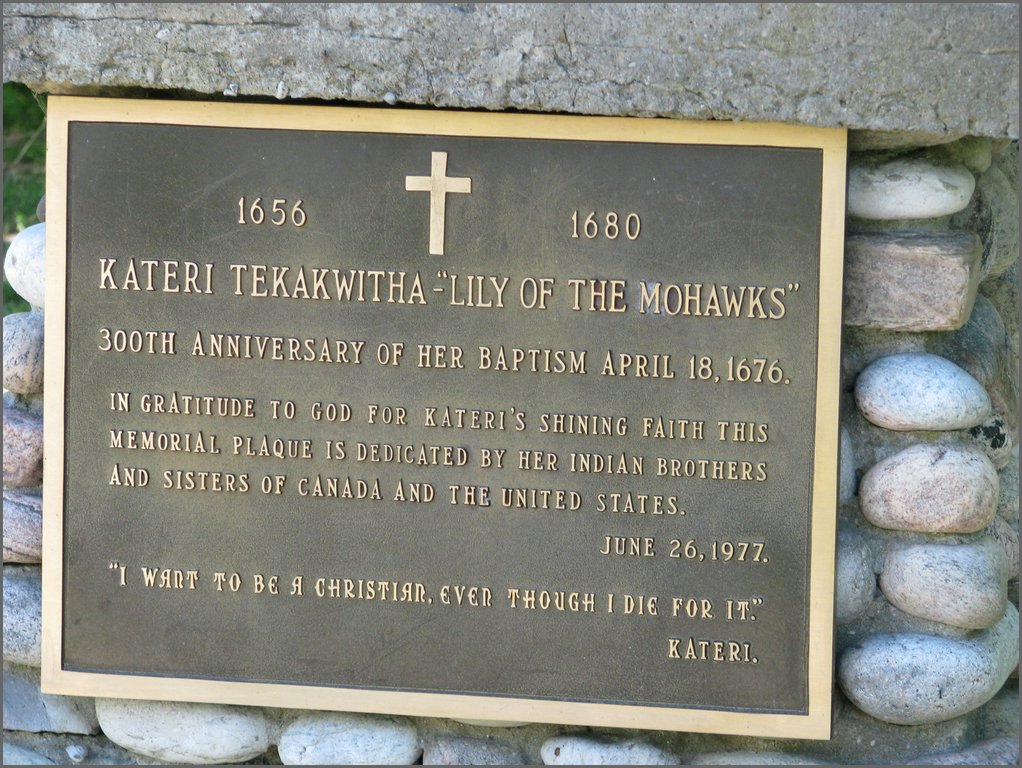 1656 1680
KATERI TEKAKWITHA-"LILY OF THE MOHAWKS"
300TH ANNIVERSARY OF HER BAPTISM APRIL 18, 1676.
IN GRATITUDE TO GOD FOR KATERI'S SHINING FAITH THIS
MEMORIAL PLAQUE IS DEDICATED BY HER INDIAN BROTHERS
AND SISTERS OF CANADA AND THE UNITED STATES.
JUNE 26, 1977.
"I WANT TO BE A CHRISTIAN, EVEN THOUGH I DIE FOR IT."
KATERI.